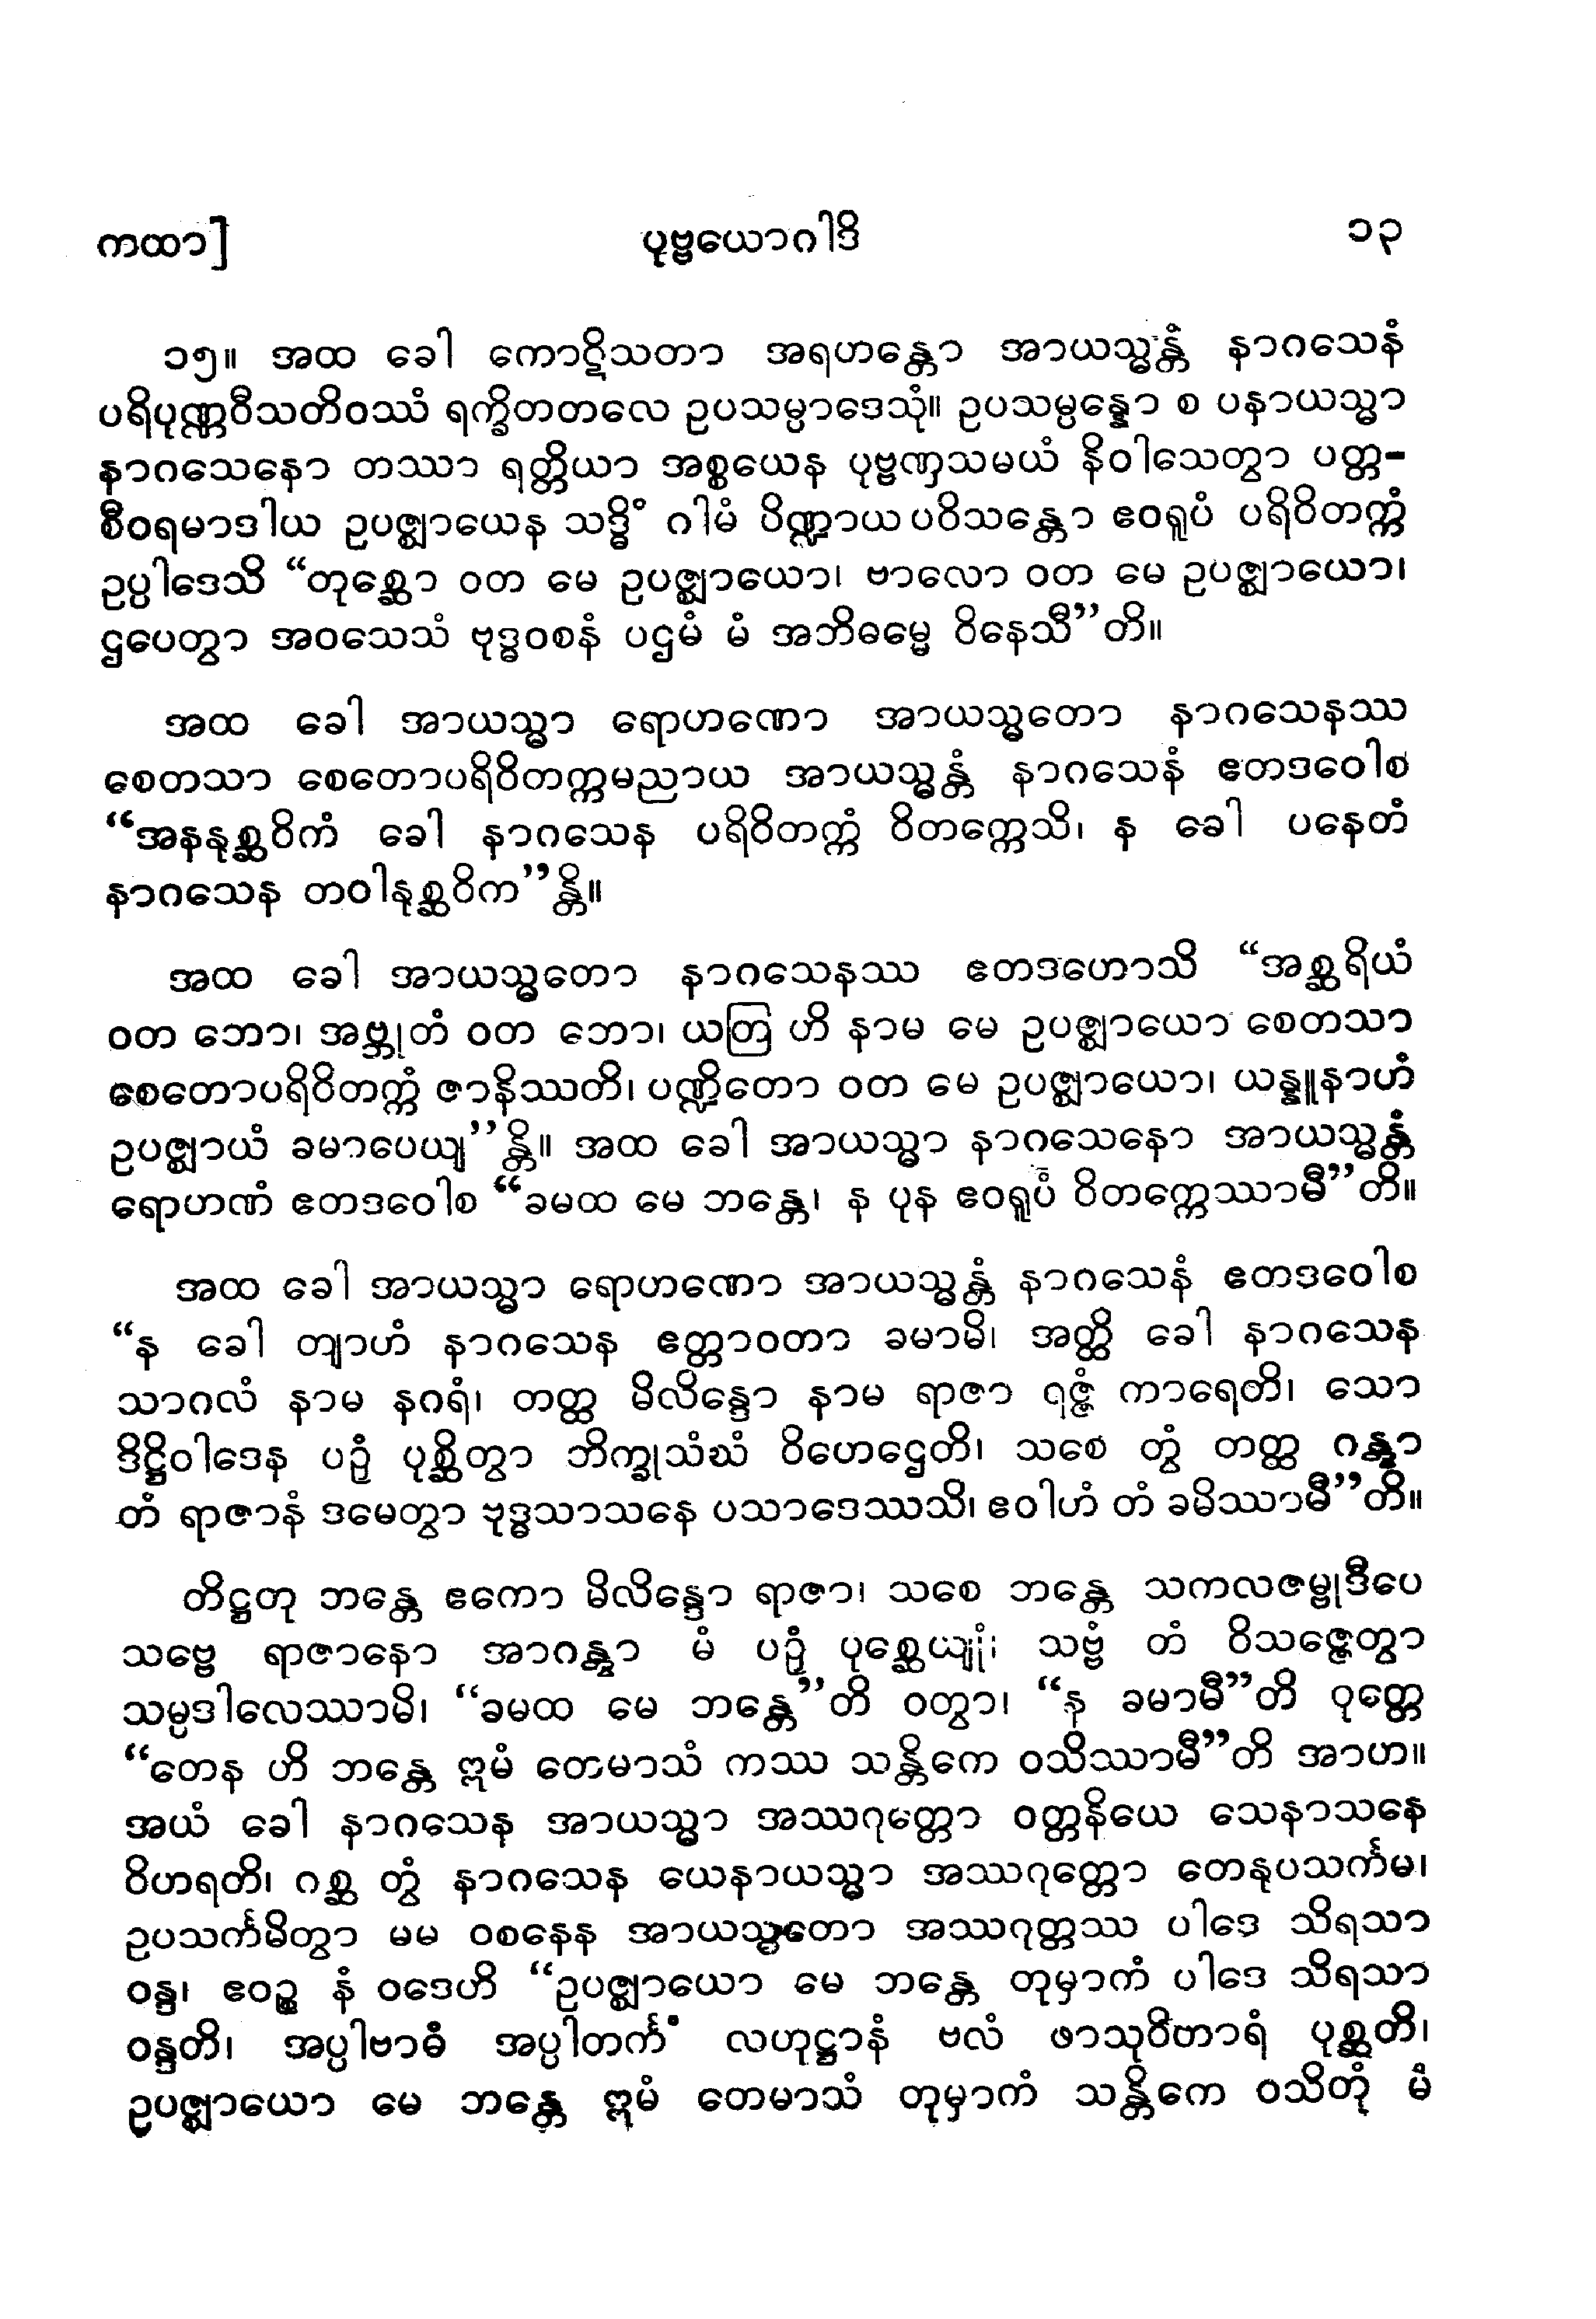 ကထာ] ပုဗ္ဗယောဂါဒိ ၁၃
၁၅။ အထ ခေါ ကောဋိသတာ အရဟန္တော အာယသ္မန္တံ နာဂသေနံ
ပရိပုဏ္ဏဝီသတိဝဿံ ရက္ခိတတလေ ဥပသမ္ပာဒေသုံ။ ဥပသမ္ပန္နော စ ပနာယသ္မာ
နာဂသေနော တဿာ ရတ္တိယာ အစ္စယေန ပုဗ္ဗဏှသမယံ နိဝါသေတွာ ပတ္တ-
စီဝရမာဒါယ ဥပဇ္ဈာယေန သဒ္ဓိံ ဂါမံ ပိဏ္ဍာယ ပဝိသန္တော ဧဝရူပံ ပရိဝိတက္ကံ
ဥပ္ပါဒေသိ “တုစ္ဆော ဝတ မေ ဥပဇ္ဈာယော၊ ဗာလော ဝတ မေ ဥပဇ္ဈာယော၊
ဌပေတွာ အဝသေသံ ဗုဒ္ဓဝစနံ ပဌမံ မံ အဘိဓမ္မေ ဝိနေသီ”တိ။
အထ ခေါ အာယသ္မာ ရောဟဏော အာယသ္မတော နာဂသေနဿ
စေတသာ စေတောပရိဝိတက္ကမညာယ အာယသ္မန္တံ နာဂသေနံ ဧတဒဝေါစ
“အနနုစ္ဆဝိကံ ခေါ နာဂသေန ပရိဝိတက္ကံ ဝိတက္ကေသိ၊ န ခေါ ပနေတံ
နာဂသေန တဝါနုစ္ဆဝိက”န္တိ။
အထ ခေါ အာယသ္မတော နာဂသေနဿ ဧတဒဟောသိ “အစ္ဆရိယံ
ဝတ ဘော၊ အဗ္ဘုတံ ဝတ ဘော၊ ယတြ ဟိ နာမ မေ ဥပဇ္ဈာယော စေတသာ
စေတောပရိဝိတက္ကံ ဇာနိဿတိ၊ ပဏ္ဍိတော ဝတ မေ ဥပဇ္ဈာယော၊ ယန္နူနာဟံ
ဥပဇ္ဈာယံ ခမာပေယျ”န္တိ။ အထ ခေါ အာယသ္မာ နာဂသေနော အာယသ္မန္တံ
ရောဟဏံ ဧတဒဝေါစ “ခမထ မေ ဘန္တေ၊ န ပုန ဧဝရူပံ ဝိတက္ကေဿာမီ”တိ။
အထ ခေါ အာယသ္မာ ရောဟဏော အာယသ္မန္တံ နာဂသေနံ ဧတဒဝေါစ
“န ခေါ တျာဟံ နာဂသေန ဧတ္တာဝတာ ခမာမိ၊ အတ္ထိ ခေါ နာဂသေန
သာဂလံ နာမ နဂရံ၊ တတ္ထ မိလိန္ဒော နာမ ရာဇာ ရဇ္ဇံ ကာရေတိ၊ သော
ဒိဋ္ဌိဝါဒေန ပဉှံ ပုစ္ဆိတွာ ဘိက္ခုသံဃံ ဝိဟေဌေတိ၊ သစေ တွံ တတ္ထ ဂန္တွာ
တံ ရာဇာနံ ဒမေတွာ ဗုဒ္ဓသာသနေ ပသာဒေဿသိ၊ ဧဝါဟံ တံ ခမိဿာမီ”တိ။
တိဋ္ဌတု ဘန္တေ ဧကော မိလိန္ဒော ရာဇာ၊ သစေ ဘန္တေ သကလဇမ္ဗုဒီပေ
သဗ္ဗေ ရာဇာနော အာဂန္တွာ မံ ပဉှံ ပုစ္ဆေယျုံ၊ သဗ္ဗံ တံ ဝိသဇ္ဇေတွာ
သမ္ပဒါလေဿာမိ၊ “ခမထ မေ ဘန္တေ”တိ ဝတွာ၊ “န ခမာမီ”တိ ဝုတ္တေ
“တေန ဟိ ဘန္တေ ဣမံ တေမာသံ ကဿ သန္တိကေ ဝသိဿာမီ”တိ အာဟ။
အယံ ခေါ နာဂသေန အာယသ္မာ အဿဂုတ္တော ဝတ္တနိယေ သေနာသနေ
ဝိဟရတိ၊ ဂစ္ဆ တွံ နာဂသေန ယေနာယသ္မာ အဿဂုတ္တော တေနုပသင်္ကမ၊
ဥပသင်္ကမိတွာ မမ ဝစနေန အာယသ္မတော အဿဂုတ္တဿ ပါဒေ သိရသာ
ဝန္ဒ၊ ဧဝဉ္စ နံ ဝဒေဟိ “ဥပဇ္ဈာယော မေ ဘန္တေ တုမှာကံ ပါဒေ သိရသာ
ဝန္ဒတိ၊ အပ္ပါဗာဓံ အပ္ပါတင်္ကံ လဟုဋ္ဌာနံ ဗလံ ဖာသုဝိဟာရံ ပုစ္ဆတိ၊
ဥပဇ္ဈာယော မေ ဘန္တေ ဣမံ တေမာသံ တုမှာကံ သန္တိကေ ဝသိတုံ မံ